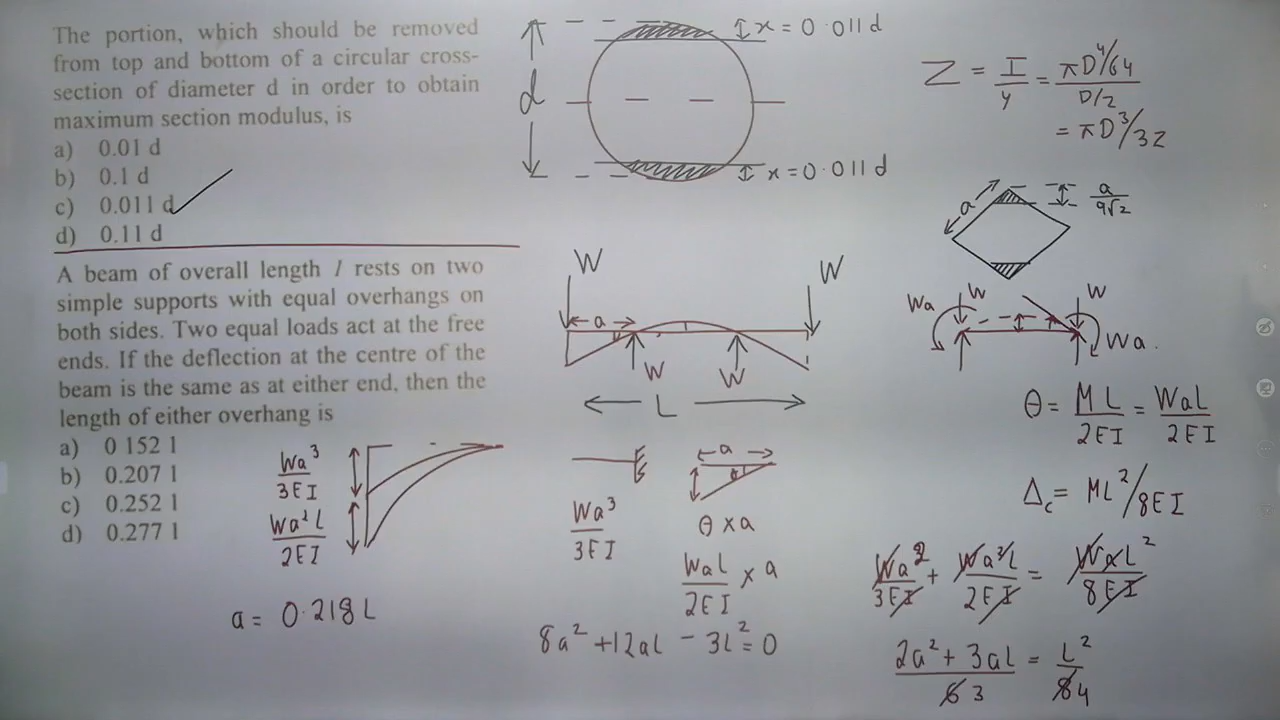 The portion, which should be removed
from top and bottom of a circular cross-
section of diameter d in order to obtain
maximum section modulus, is
a) 0.01 d
b) 0.1 d
c) 0.011 d
d) 0.11 d
A beam of overall length l rests on two
simple supports with equal overhangs on
both sides. Two equal loads act at the free
ends. If the deflection at the centre of the
beam is the same as at either end, then the
length of either overhang is
a) 0 152 l
b) 0.207 l
c) 0.252 l
d) 0.277 l
Wa³/3EI
Wa²L/2EI
a = 0.218L
d
x = 0.011 d
x = 0.011 d
Z = I/y = πD⁴/64 / D/2
= πD³/32
a
a/9√2
W
W
a
W
W
L
Wa
W
W
Wa.
θ = ML/2EI = WaL/2EI
Δc = ML²/8EI
Wa³/3EI
a
θ
θ x a
WaL/2EI x a
8a² + 12aL - 3L² = 0
Wa²/3EI + Wa²L/2EI = WaL²/8EI
2a² + 3aL / 6 3 = L² / 8 4